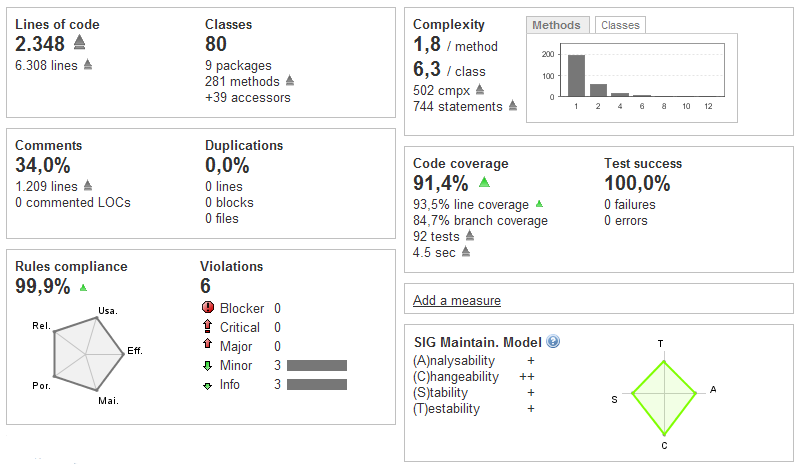 Lines of code
2.348
6.308 lines
Classes
80
9 packages
281 methods
+39 accessors
Comments
34,0%
1.209 lines
0 commented LOCs
Duplications
0,0%
0 lines
0 blocks
0 files
Rules compliance
99,9%
Usa.
Rel.
Eff.
Por.
Mai.
Violations
6
Blocker 0
Critical 0
Major 0
Minor 3
Info 3
Complexity
1,8 / method
6,3 / class
502 cmpx
744 statements
Methods Classes
200
100
0
1 2 4 6 8 10 12
Code coverage
91,4%
93,5% line coverage
84,7% branch coverage
92 tests
4.5 sec
Test success
100,0%
0 failures
0 errors
Add a measure
SIG Maintain. Model ?
(A)nalysability +
(C)hangeability ++
(S)tability +
(T)estability +
T
S
A
C